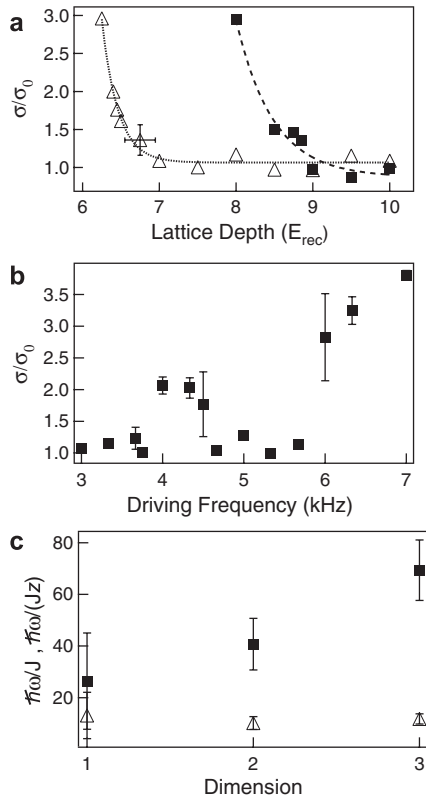 a
3.0
2.5
2.0
1.5
1.0
σ/σ₀
6 7 8 9 10
Lattice Depth (E_rec)
b
3.5
3.0
2.5
2.0
1.5
1.0
σ/σ₀
3 4 5 6 7
Driving Frequency (kHz)
c
80
60
40
20
ℏω/J , ℏω/(Jz)
1 2 3
Dimension